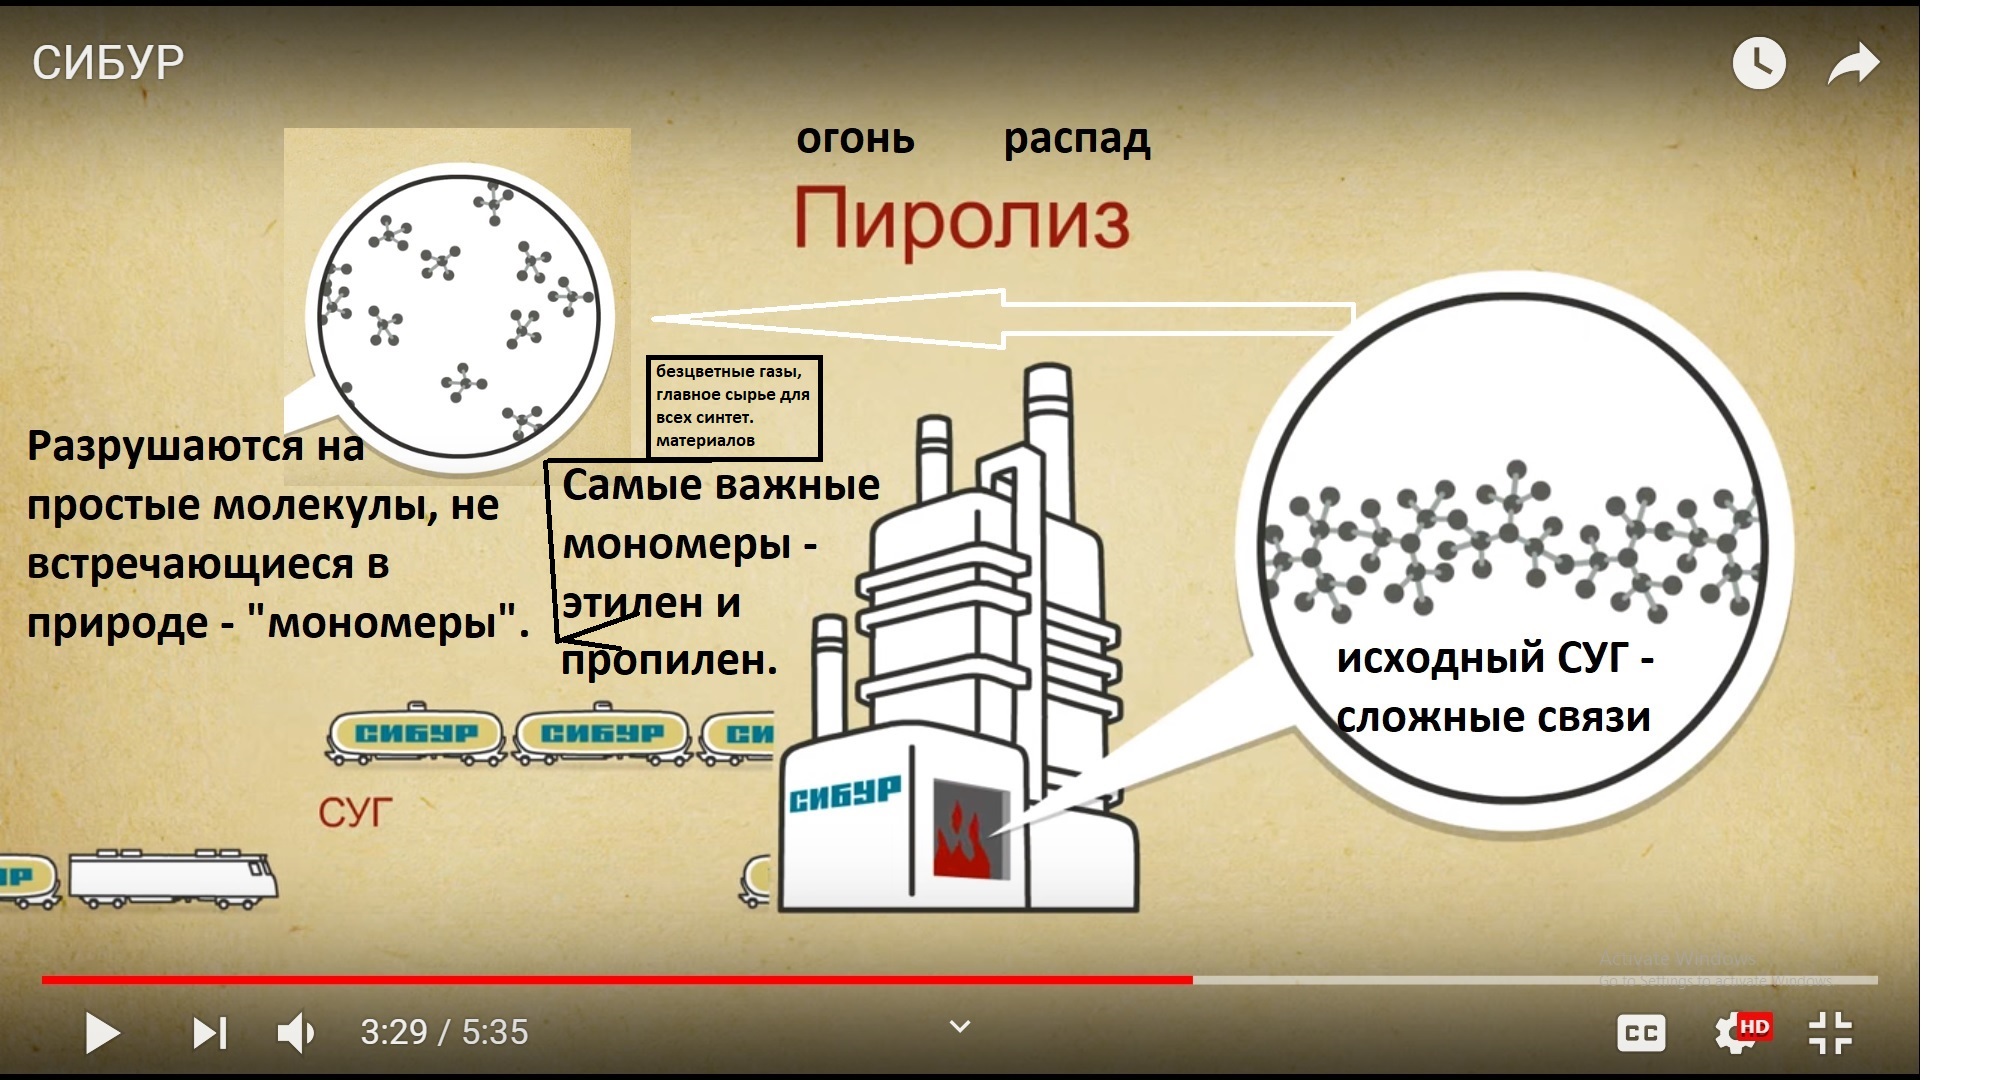 СИБУР
огонь распад
Пиролиз
безцветные газы,
главное сырье для
всех синтет.
материалов
Разрушаются на
простые молекулы, не
встречающиеся в
природе - "мономеры".
Самые важные
мономеры -
этилен и
пропилен.
исходный СУГ -
сложные связи
СИБУР СИБУР СИ
СИБУР
СУГ
ИР
Activate Windows
Go to Settings to activate Windows.
3:29 / 5:35
CC
HD